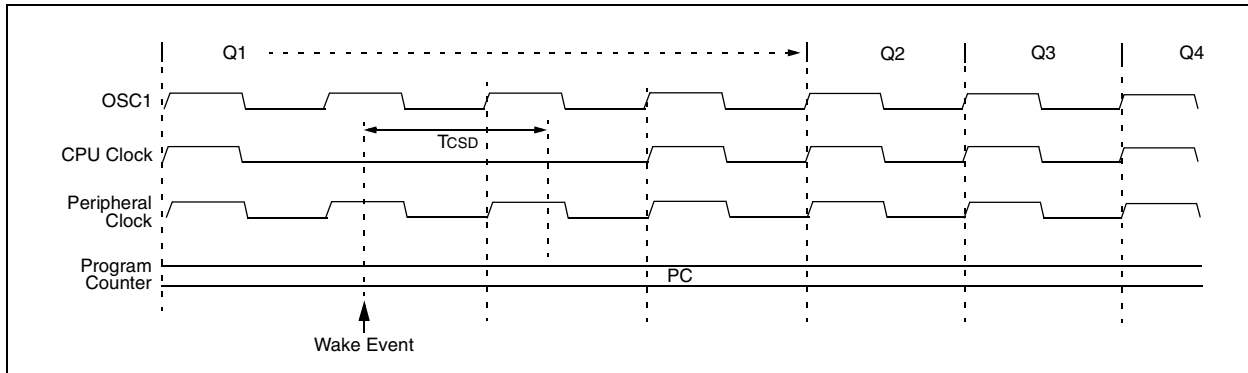 Q1 Q2 Q3 Q4
OSC1
TCSD
CPU Clock
Peripheral
Clock
Program
Counter
PC
Wake Event